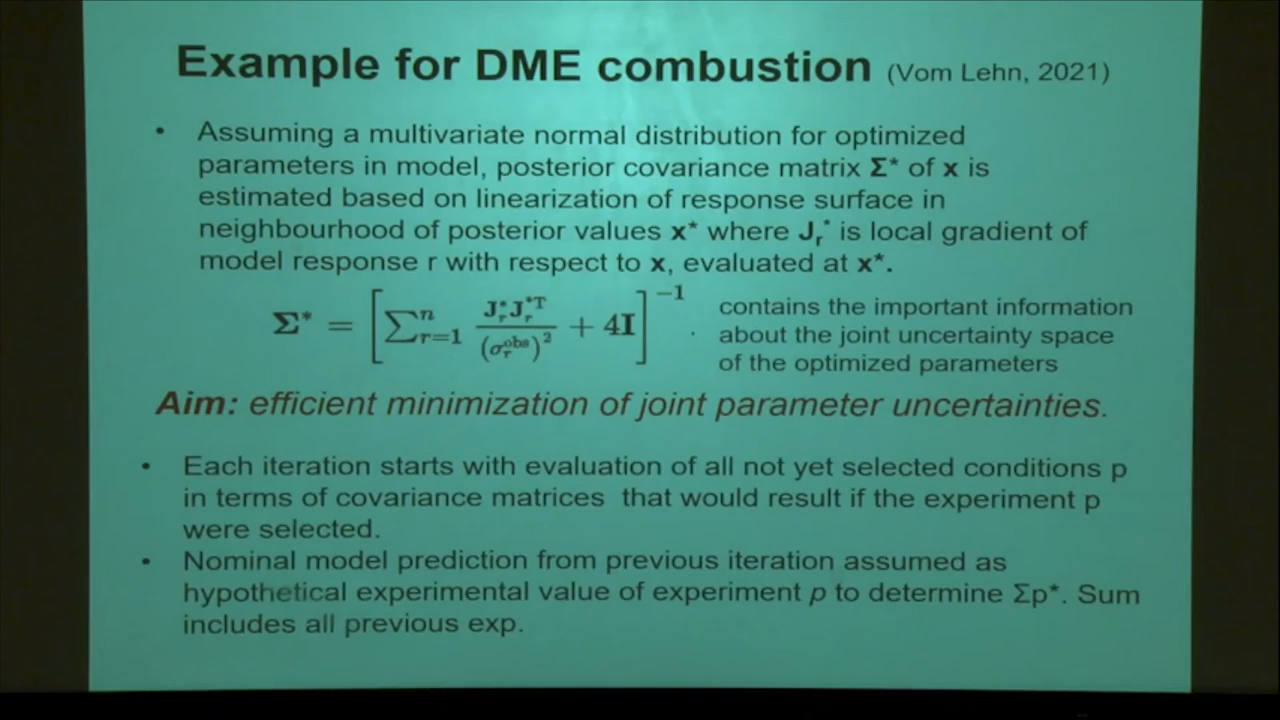 Example for DME combustion (Vom Lehn, 2021)
• Assuming a multivariate normal distribution for optimized
parameters in model, posterior covariance matrix Σ* of x is
estimated based on linearization of response surface in
neighbourhood of posterior values x* where Jᵣ* is local gradient of
model response r with respect to x, evaluated at x*.
Σ* = [∑ⁿᵣ₌₁ Jᵣ*Jᵣ*ᵀ / (σᵣᵒᵇˢ)² + 4I]⁻¹
contains the important information
about the joint uncertainty space
of the optimized parameters
Aim: efficient minimization of joint parameter uncertainties.
• Each iteration starts with evaluation of all not yet selected conditions p
in terms of covariance matrices that would result if the experiment p
were selected.
• Nominal model prediction from previous iteration assumed as
hypothetical experimental value of experiment p to determine Σp*. Sum
includes all previous exp.